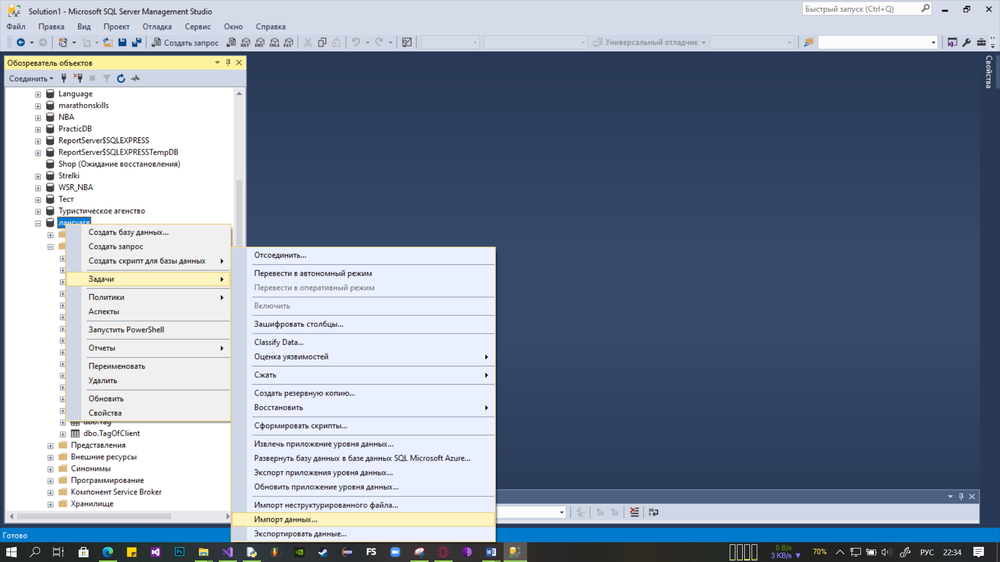 Solution1 - Microsoft SQL Server Management Studio
Быстрый запуск (Ctrl+Q)
Файл Правка Вид Проект Отладка Сервис Окно Справка
Создать запрос MDX DMX XMLA DAX Универсальный отладчик
Обозреватель объектов
Свойства
Соединить
Language
marathonskills
NBA
PracticDB
ReportServer$SQLEXPRESS
ReportServer$SQLEXPRESSTempDB
Shop (Ожидание восстановления)
Strelki
WSR_NBA
Тест
Туристическое агенство
лангуаге
Создать базу данных...
Создать запрос
Создать скрипт для базы данных
Задачи
Политики
Аспекты
Запустить PowerShell
Отчеты
Переименовать
Удалить
Обновить
Свойства
Отсоединить...
Перевести в автономный режим
Перевести в оперативный режим
Включить
Зашифровать столбцы...
Classify Data...
Оценка уязвимостей
Сжать
Создать резервную копию...
Восстановить
Сформировать скрипты...
Извлечь приложение уровня данных...
Развернуть базу данных в базе данных SQL Microsoft Azure...
Экспорт приложения уровня данных...
Обновить приложение уровня данных...
Импорт неструктурированного файла...
Импорт данных...
Экспортировать данные...
dbo.Tag
dbo.TagOfClient
Представления
Внешние ресурсы
Синонимы
Программирование
Компонент Service Broker
Хранилище
Готово
Ps FS
0 B/s
3 KB/s
70%
РУС
22:34